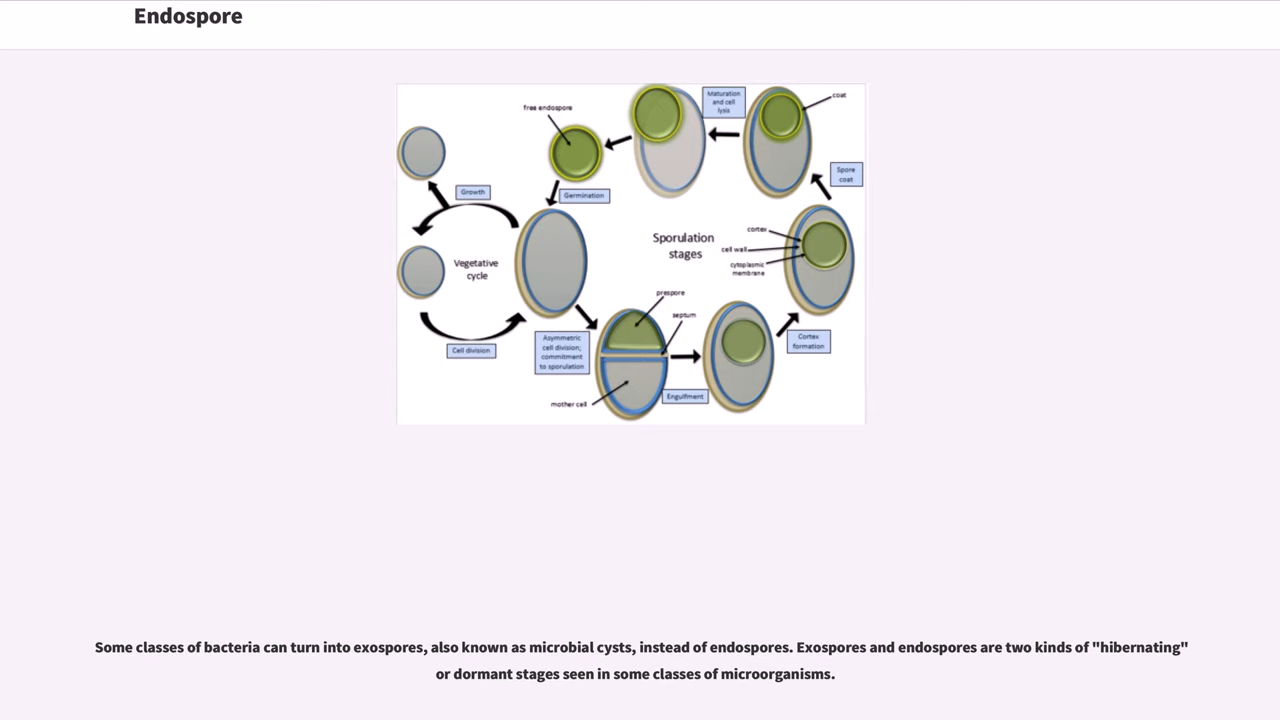 Endospore
free endospore
Maturation
and cell
lysis
coat
Spore
coat
Growth
Germination
Sporulation
stages
cortex
cell wall
cytoplasmic
membrane
Vegetative
cycle
prespore
septum
Asymmetric
cell division;
commitment
to sporulation
Cortex
formation
Cell division
Engulfment
mother cell
Some classes of bacteria can turn into exospores, also known as microbial cysts, instead of endospores. Exospores and endospores are two kinds of "hibernating"
or dormant stages seen in some classes of microorganisms.